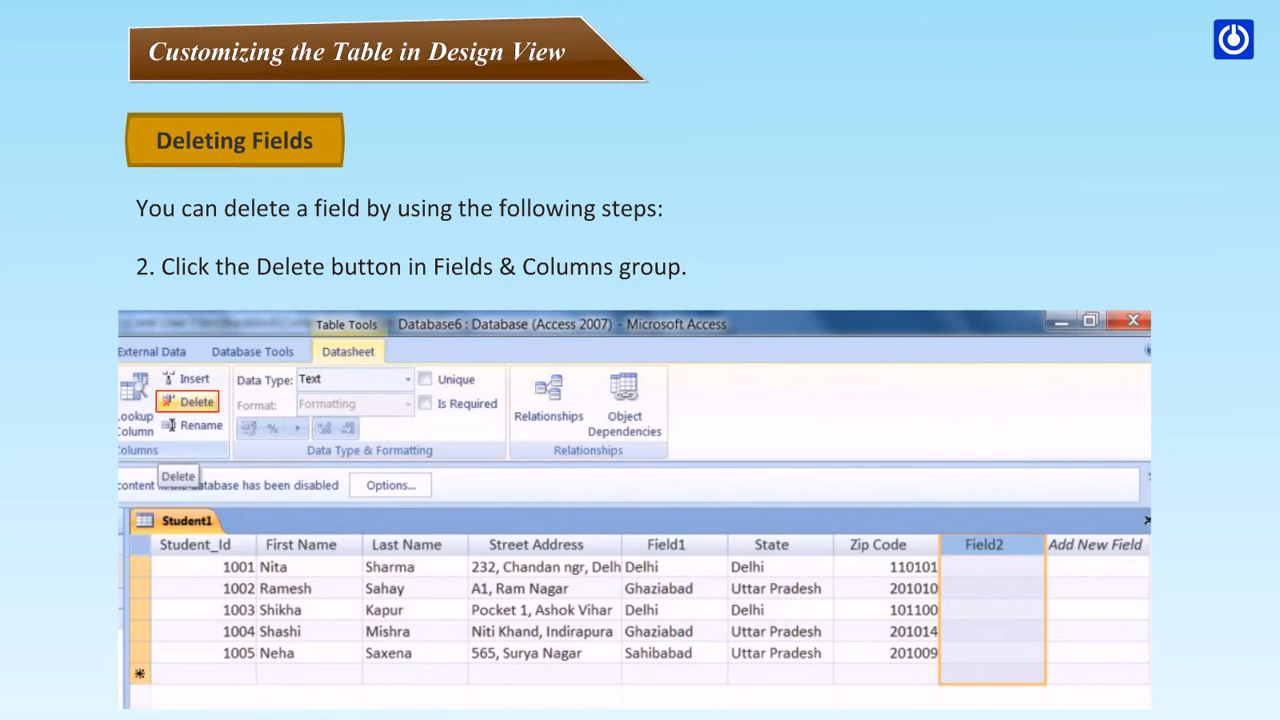 Customizing the Table in Design View
Deleting Fields
You can delete a field by using the following steps:
2. Click the Delete button in Fields & Columns group.
Table Tools Database6 : Database (Access 2007) - Microsoft Access
External Data Database Tools Datasheet
Insert Data Type: Text Unique
Delete Format: Formatting Is Required
Rename % ,
Lookup Column
Relationships
Object Dependencies
Columns Data Type & Formatting Relationships
Delete
content in the database has been disabled Options...
Student1
Student_Id First Name Last Name Street Address Field1 State Zip Code Field2 Add New Field
1001 Nita Sharma 232, Chandan ngr, Delh Delhi Delhi 110101
1002 Ramesh Sahay A1, Ram Nagar Ghaziabad Uttar Pradesh 201010
1003 Shikha Kapur Pocket 1, Ashok Vihar Delhi Delhi 101100
1004 Shashi Mishra Niti Khand, Indirapura Ghaziabad Uttar Pradesh 201014
1005 Neha Saxena 565, Surya Nagar Sahibabad Uttar Pradesh 201009